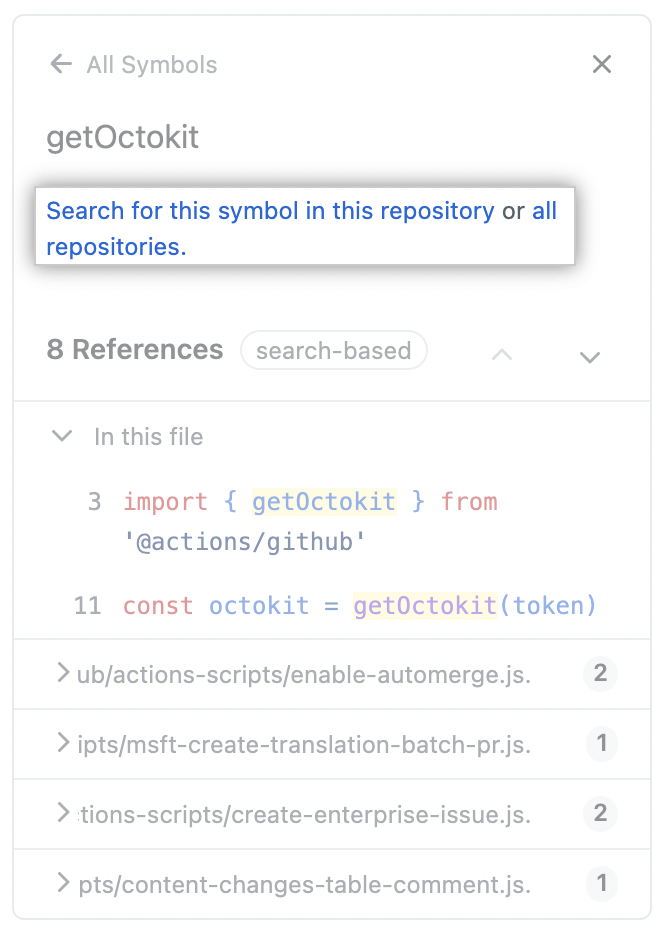 All Symbols
getOctokit
Search for this symbol in this repository or all
repositories.
8 References search-based
In this file
3 import { getOctokit } from
'@actions/github'
11 const octokit = getOctokit(token)
ub/actions-scripts/enable-automerge.js. 2
ipts/msft-create-translation-batch-pr.js. 1
tions-scripts/create-enterprise-issue.js. 2
pts/content-changes-table-comment.js. 1